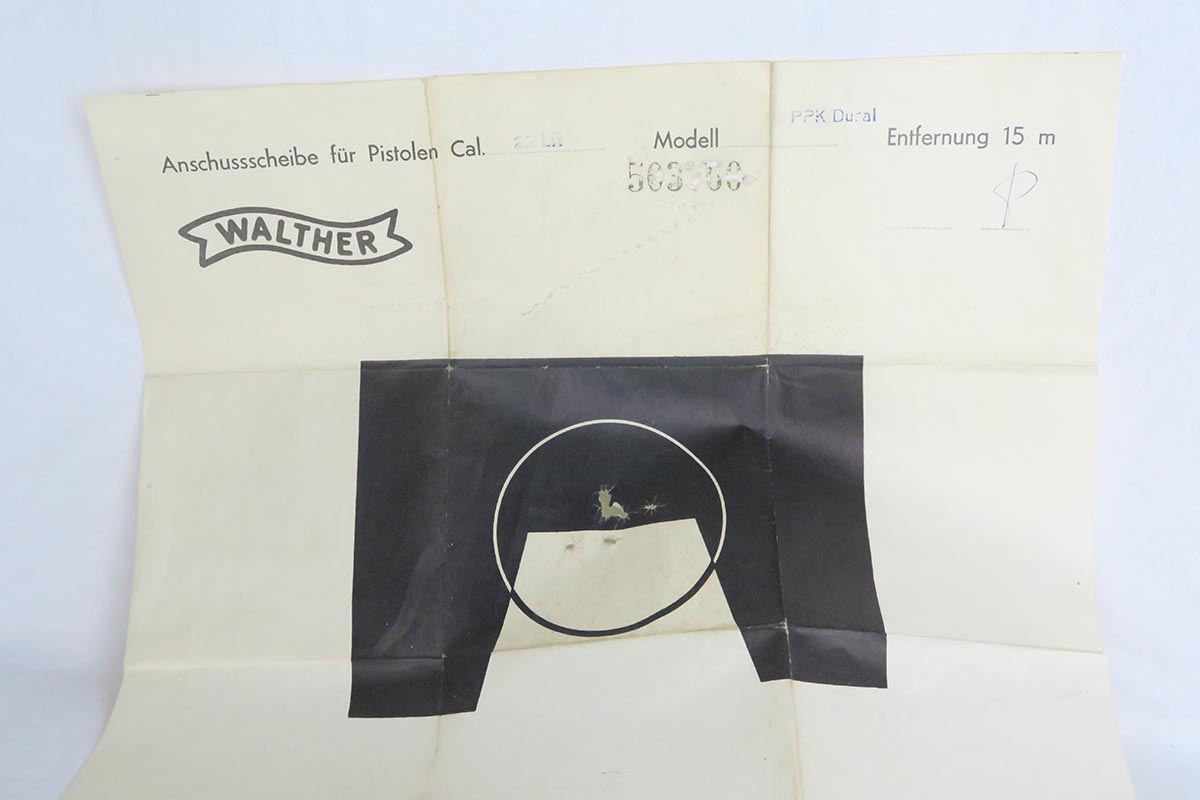 Anschussscheibe für Pistolen Cal. 22 LR Modell PPK Dural Entfernung 15 m
WALTHER